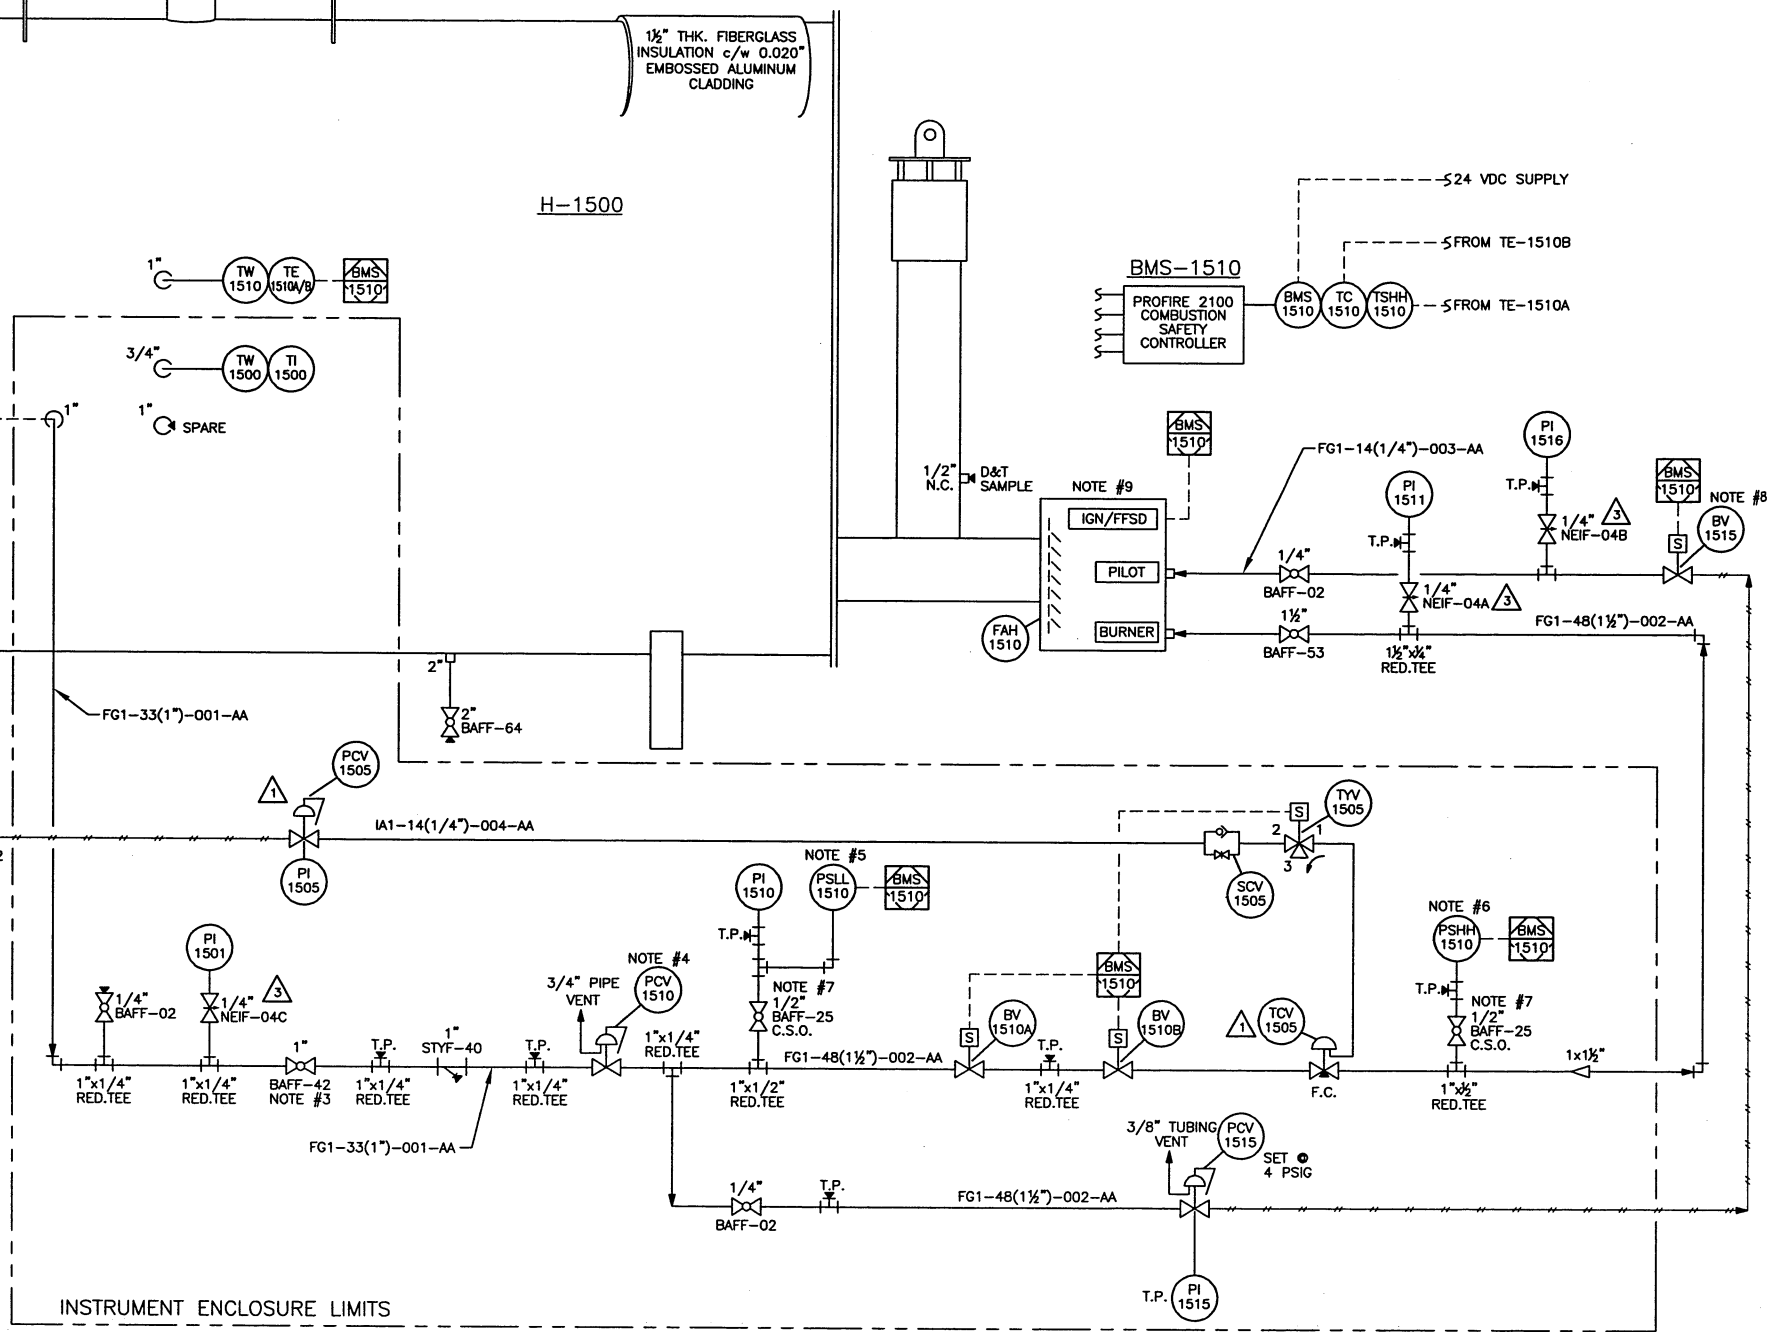 1½" THK. FIBERGLASS
INSULATION c/w 0.020"
EMBOSSED ALUMINUM
CLADDING
H-1500
24 VDC SUPPLY
FROM TE-1510B
FROM TE-1510A
BMS-1510
PROFIRE 2100
COMBUSTION
SAFETY
CONTROLLER
BMS
1510
TC
1510
TSHH
1510
1"
TW
1510
TE
1510A/B
BMS
1510
3/4"
TW
1500
TI
1500
1"
1"
SPARE
1/2"
N.C.
D&T
SAMPLE
NOTE #9
BMS
1510
IGN/FFSD
PILOT
BURNER
FAH
1510
FG1-14(1/4")-003-AA
1/4"
BAFF-02
1½"
BAFF-53
PI
1511
T.P.
1/4"
NEIF-04A
3
1½"x¼"
RED.TEE
PI
1516
T.P.
1/4"
NEIF-04B
3
BMS
1510
NOTE #8
S
BV
1515
FG1-48(1½")-002-AA
2"
2"
BAFF-64
FG1-33(1")-001-AA
1
PCV
1505
PI
1505
IA1-14(1/4")-004-AA
S
TYV
1505
2
1
3
SCV
1505
NOTE #5
PI
1510
PSLL
1510
BMS
1510
T.P.
NOTE #7
1/2"
BAFF-25
C.S.O.
NOTE #6
PSHH
1510
BMS
1510
T.P.
NOTE #7
1/2"
BAFF-25
C.S.O.
PI
1501
1/4"
BAFF-02
1/4"
NEIF-04C
3
1"
STYF-40
T.P.
T.P.
3/4" PIPE
VENT
NOTE #4
PCV
1510
1"x1/4"
RED.TEE
FG1-48(1½")-002-AA
BMS
1510
S
BV
1510A
T.P.
S
BV
1510B
1
TCV
1505
F.C.
1x1½"
1"x1/4"
RED.TEE
1"x1/4"
RED.TEE
BAFF-42
NOTE #3
1"
1"x1/4"
RED.TEE
1"x1/4"
RED.TEE
1"x1/2"
RED.TEE
1"x1/4"
RED.TEE
1"x½"
RED.TEE
FG1-33(1")-001-AA
3/8" TUBING
VENT
PCV
1515
SET @
4 PSIG
1/4"
BAFF-02
T.P.
FG1-48(1½")-002-AA
T.P.
PI
1515
INSTRUMENT ENCLOSURE LIMITS